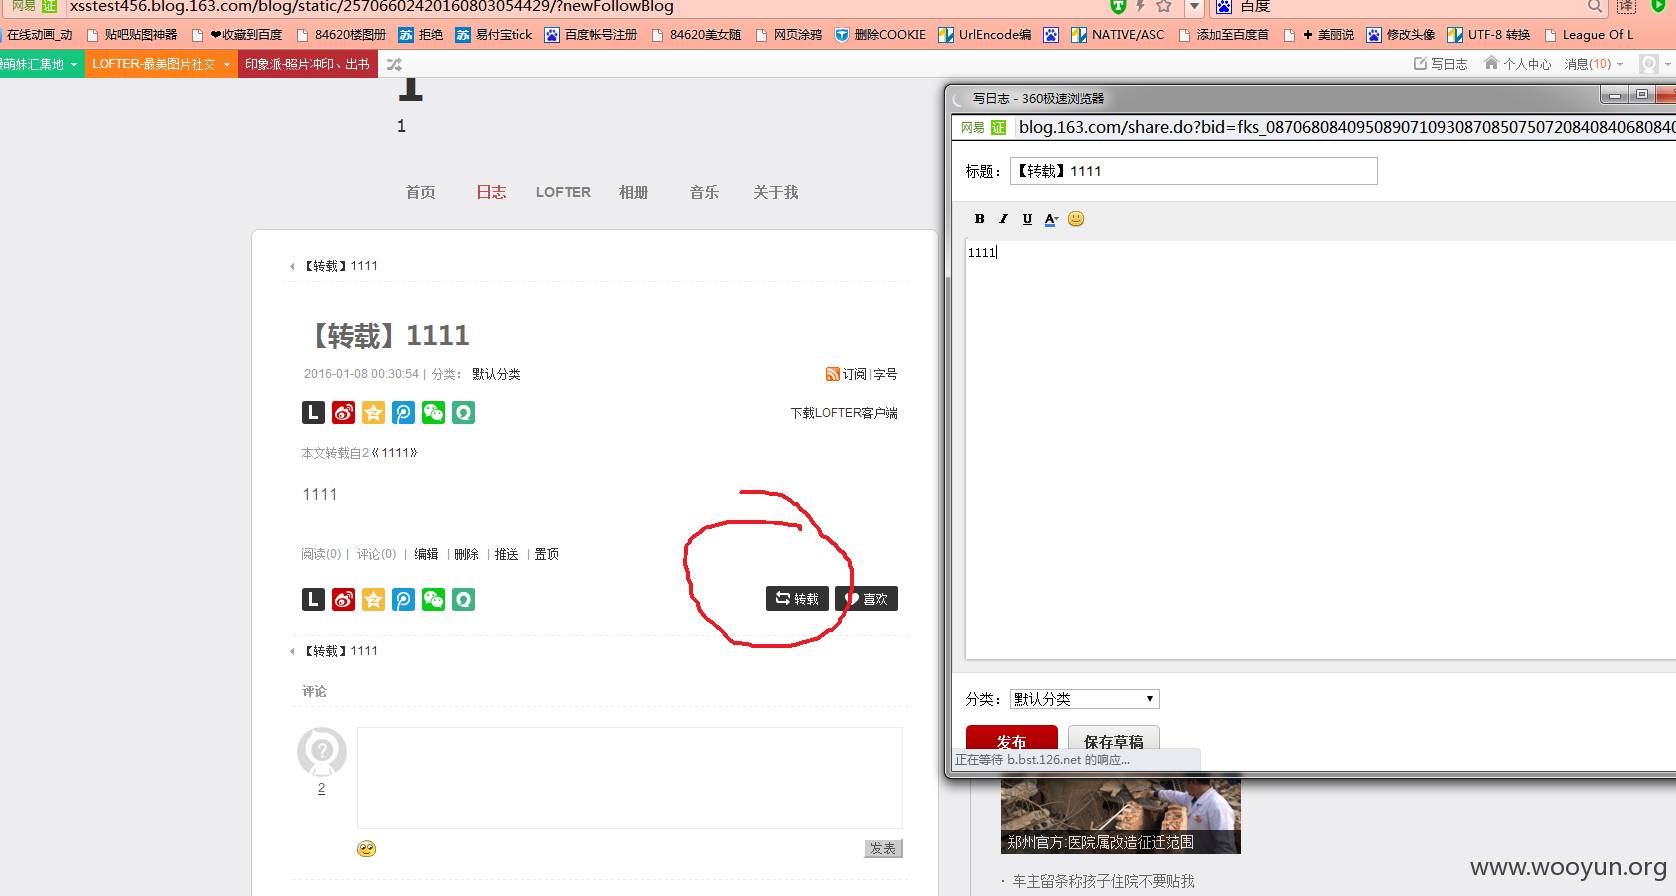 网易 证 xsstest456.blog.163.com/blog/static/25706602420160803054429/?newFollowBlog
百度
译
在线动画_动 贴吧贴图神器 ❤收藏到百度 84620楼图册 苏 拒绝 苏 易付宝tick 百度帐号注册 84620美女随 网页涂鸦 删除COOKIE UrlEncode编 NATIVE/ASC 添加至百度首 + 美丽说 修改头像 UTF-8 转换 League Of L
萌妹汇集地 LOFTER-最美图片社交 印象派-照片冲印、出书
写日志 个人中心 消息(10)
1
1
首页 日志 LOFTER 相册 音乐 关于我
【转载】1111
【转载】1111
2016-01-08 00:30:54 | 分类： 默认分类
订阅 | 字号
下载LOFTER客户端
本文转载自2《1111》
1111
阅读(0) | 评论(0) | 编辑 | 删除 | 推送 | 置顶
转载 喜欢
【转载】1111
评论
2
发表
写日志 - 360极速浏览器
网易 证 blog.163.com/share.do?bid=fks_08706808409508907109308708507507208408406808
标题： 【转载】1111
B I U A
1111
分类： 默认分类
发布 保存草稿
正在等待 b.bst.126.net 的响应...
郑州官方:医院属改造征迁范围
· 车主留条称孩子住院不要贴我
www.wooyun.org